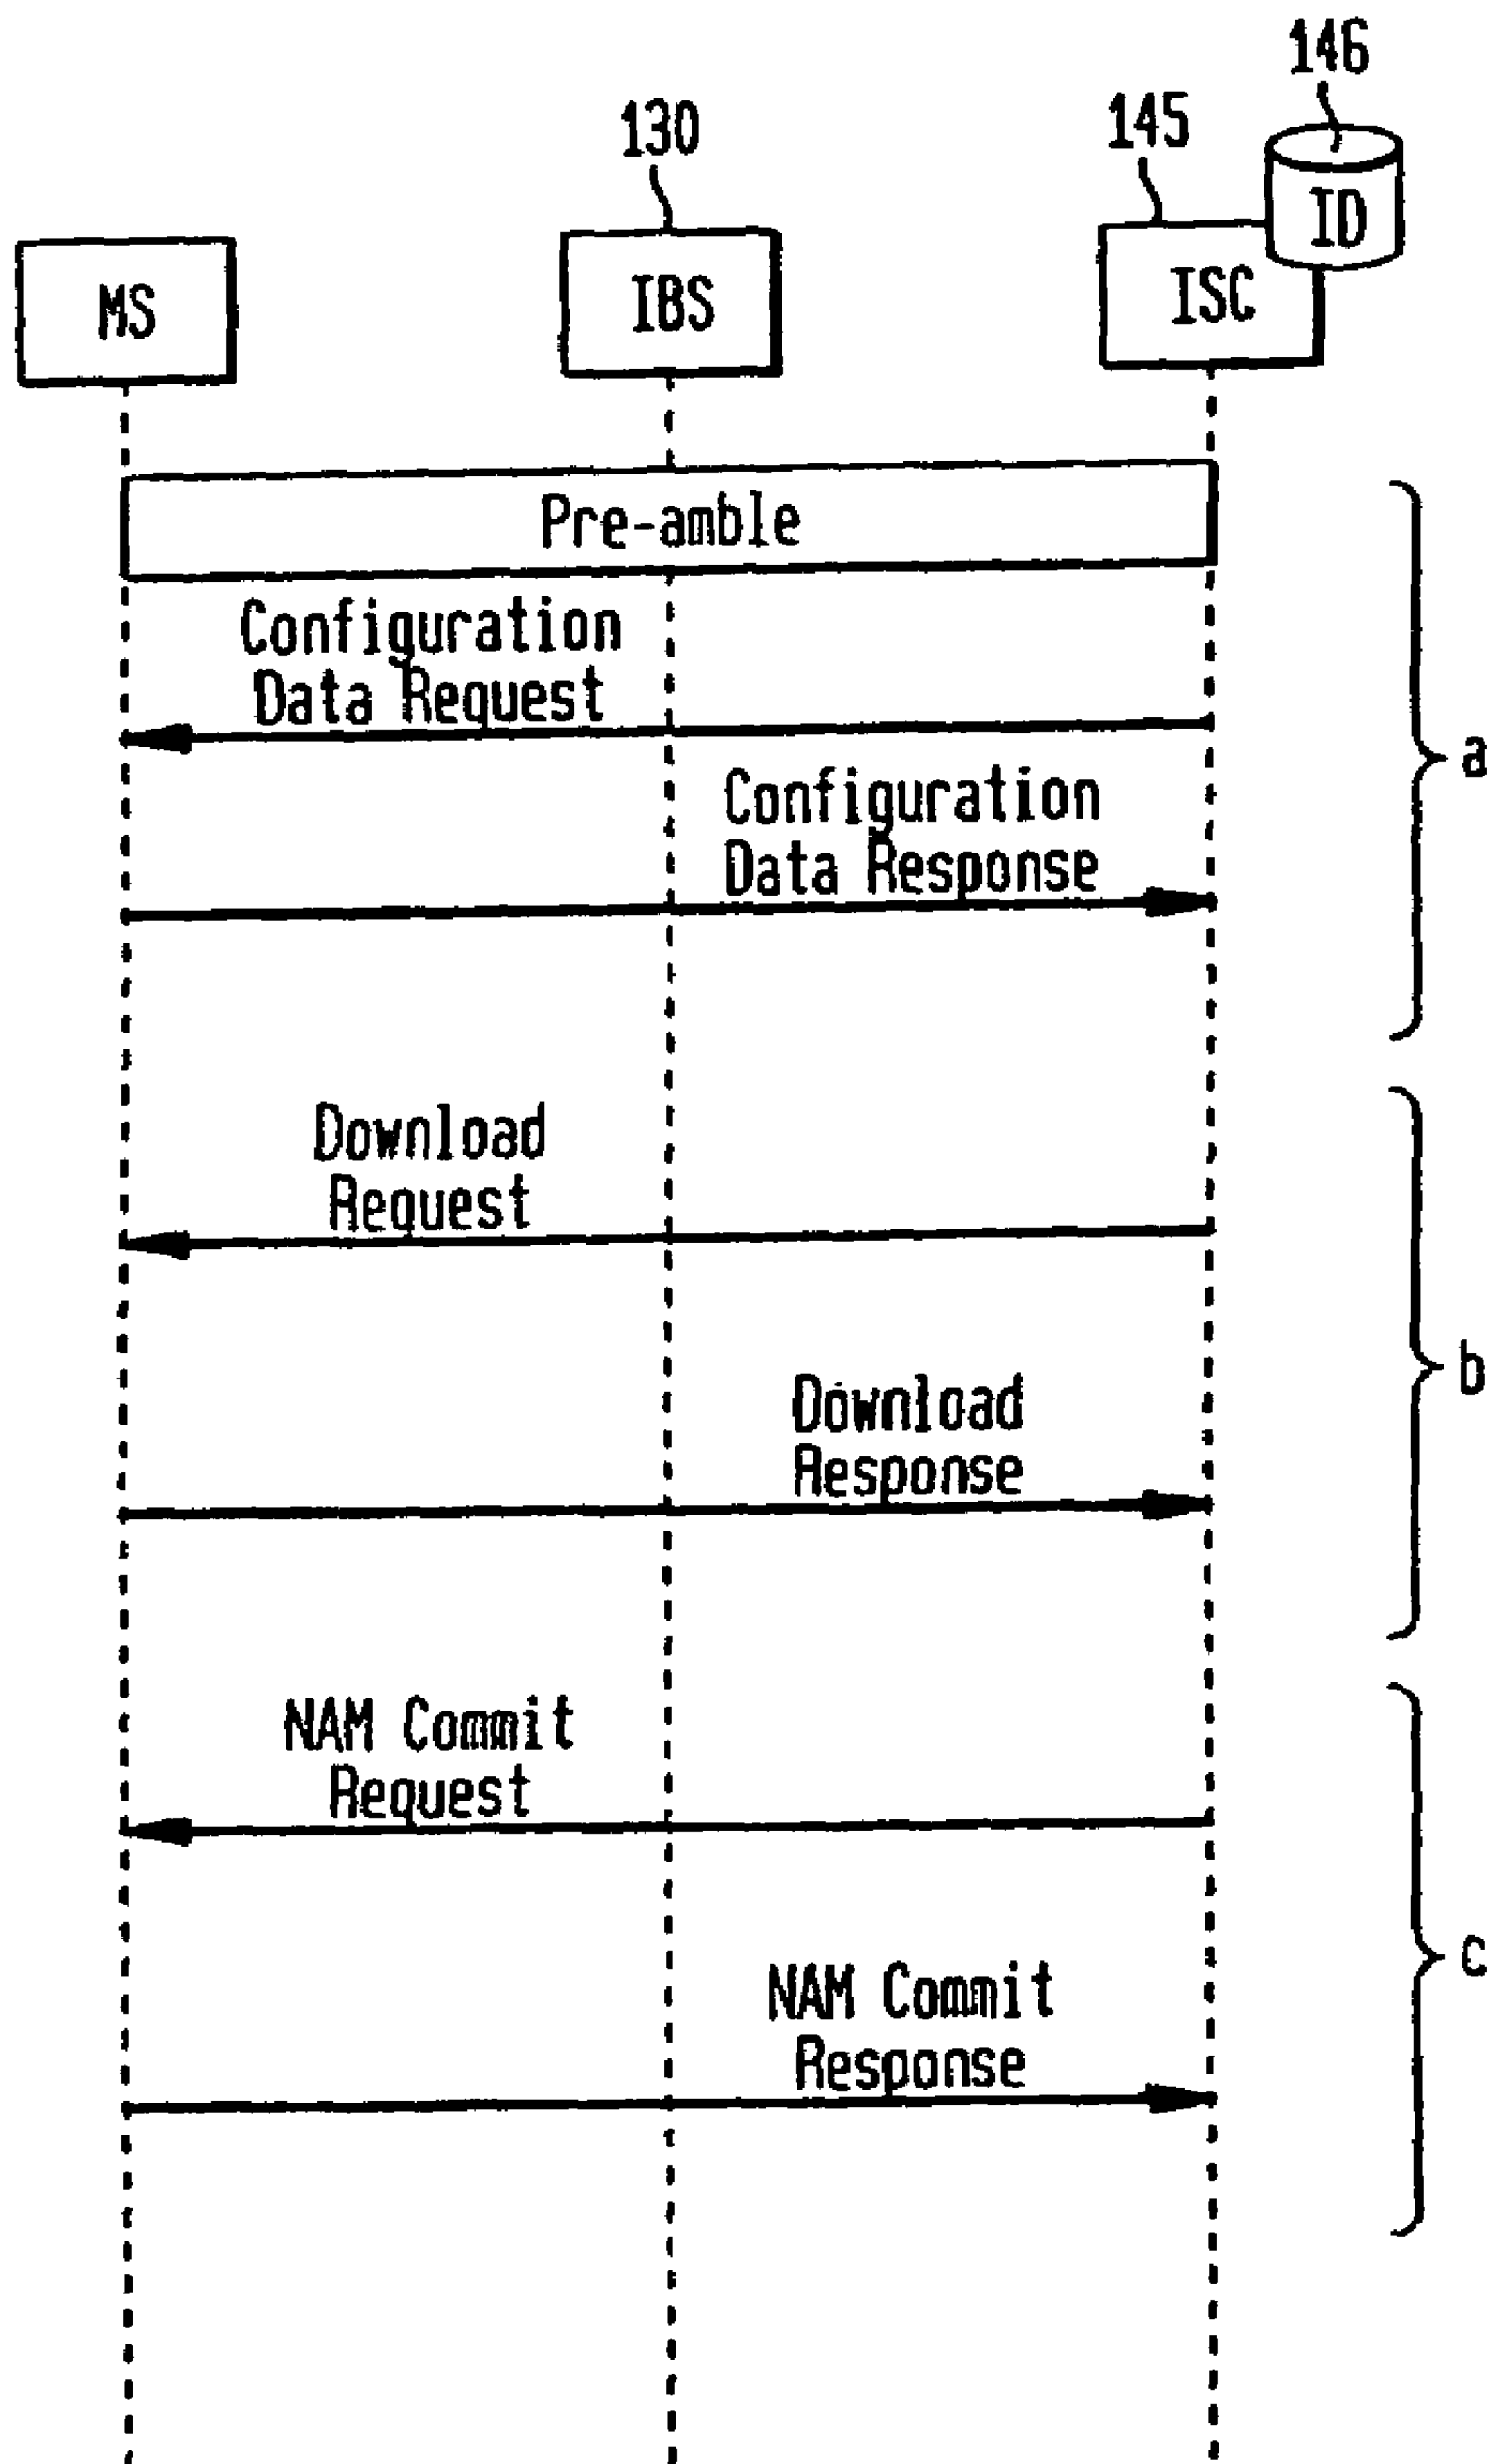 146
130
145
ID
MS
IBS
ISC
Pre-amble
Configuration
Data Request
a
Configuration
Data Response
Download
Request
b
Download
Response
NAM Commit
Request
c
NAM Commit
Response